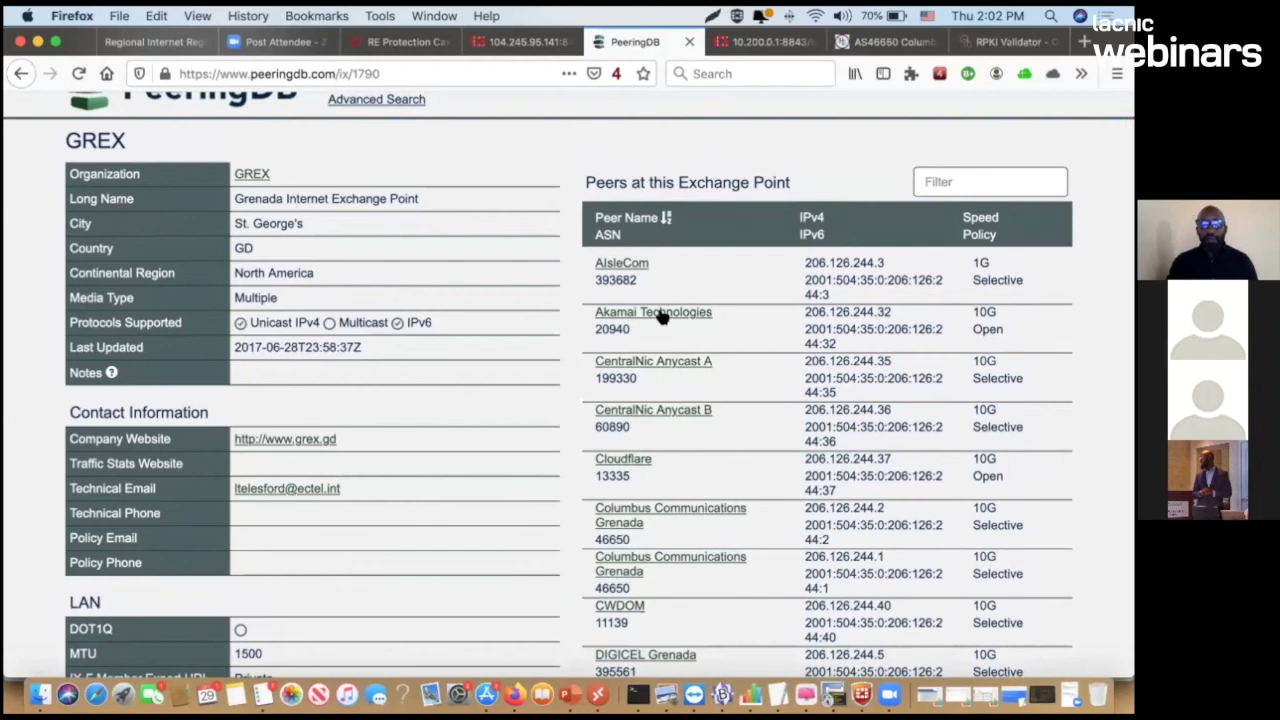 Firefox File Edit View History Bookmarks Tools Window Help 70% Thu 2:02 PM
lacnic
webinars
Regional Internet Reg Post Attendee - Z RE Protection Ca 104.245.95.141:8 PeeringDB 10.200.0.1:8843/ AS46650 Columb RPKI Validator -
https://www.peeringdb.com/ix/1790 4 Search
PeeringDB
Advanced Search
GREX
Organization GREX
Long Name Grenada Internet Exchange Point
City St. George's
Country GD
Continental Region North America
Media Type Multiple
Protocols Supported Unicast IPv4 Multicast IPv6
Last Updated 2017-06-28T23:58:37Z
Notes ?
Contact Information
Company Website http://www.grex.gd
Traffic Stats Website
Technical Email ltelesford@ectel.int
Technical Phone
Policy Email
Policy Phone
LAN
DOT1Q
MTU 1500
Peers at this Exchange Point Filter
Peer Name IPv4 Speed
ASN IPv6 Policy
AIsleCom 206.126.244.3 1G
393682 2001:504:35:0:206:126:2 Selective
44:3
Akamai Technologies 206.126.244.32 10G
20940 2001:504:35:0:206:126:2 Open
44:32
CentralNic Anycast A 206.126.244.35 10G
199330 2001:504:35:0:206:126:2 Selective
44:35
CentralNic Anycast B 206.126.244.36 10G
60890 2001:504:35:0:206:126:2 Selective
44:36
Cloudflare 206.126.244.37 10G
13335 2001:504:35:0:206:126:2 Open
44:37
Columbus Communications 206.126.244.2 10G
Grenada 2001:504:35:0:206:126:2 Selective
46650 44:2
Columbus Communications 206.126.244.1 10G
Grenada 2001:504:35:0:206:126:2 Selective
46650 44:1
CWDOM 206.126.244.40 10G
11139 2001:504:35:0:206:126:2 Selective
44:40
DIGICEL Grenada 206.126.244.5 10G
395561 2001:504:35:0:206:126:2 Selective